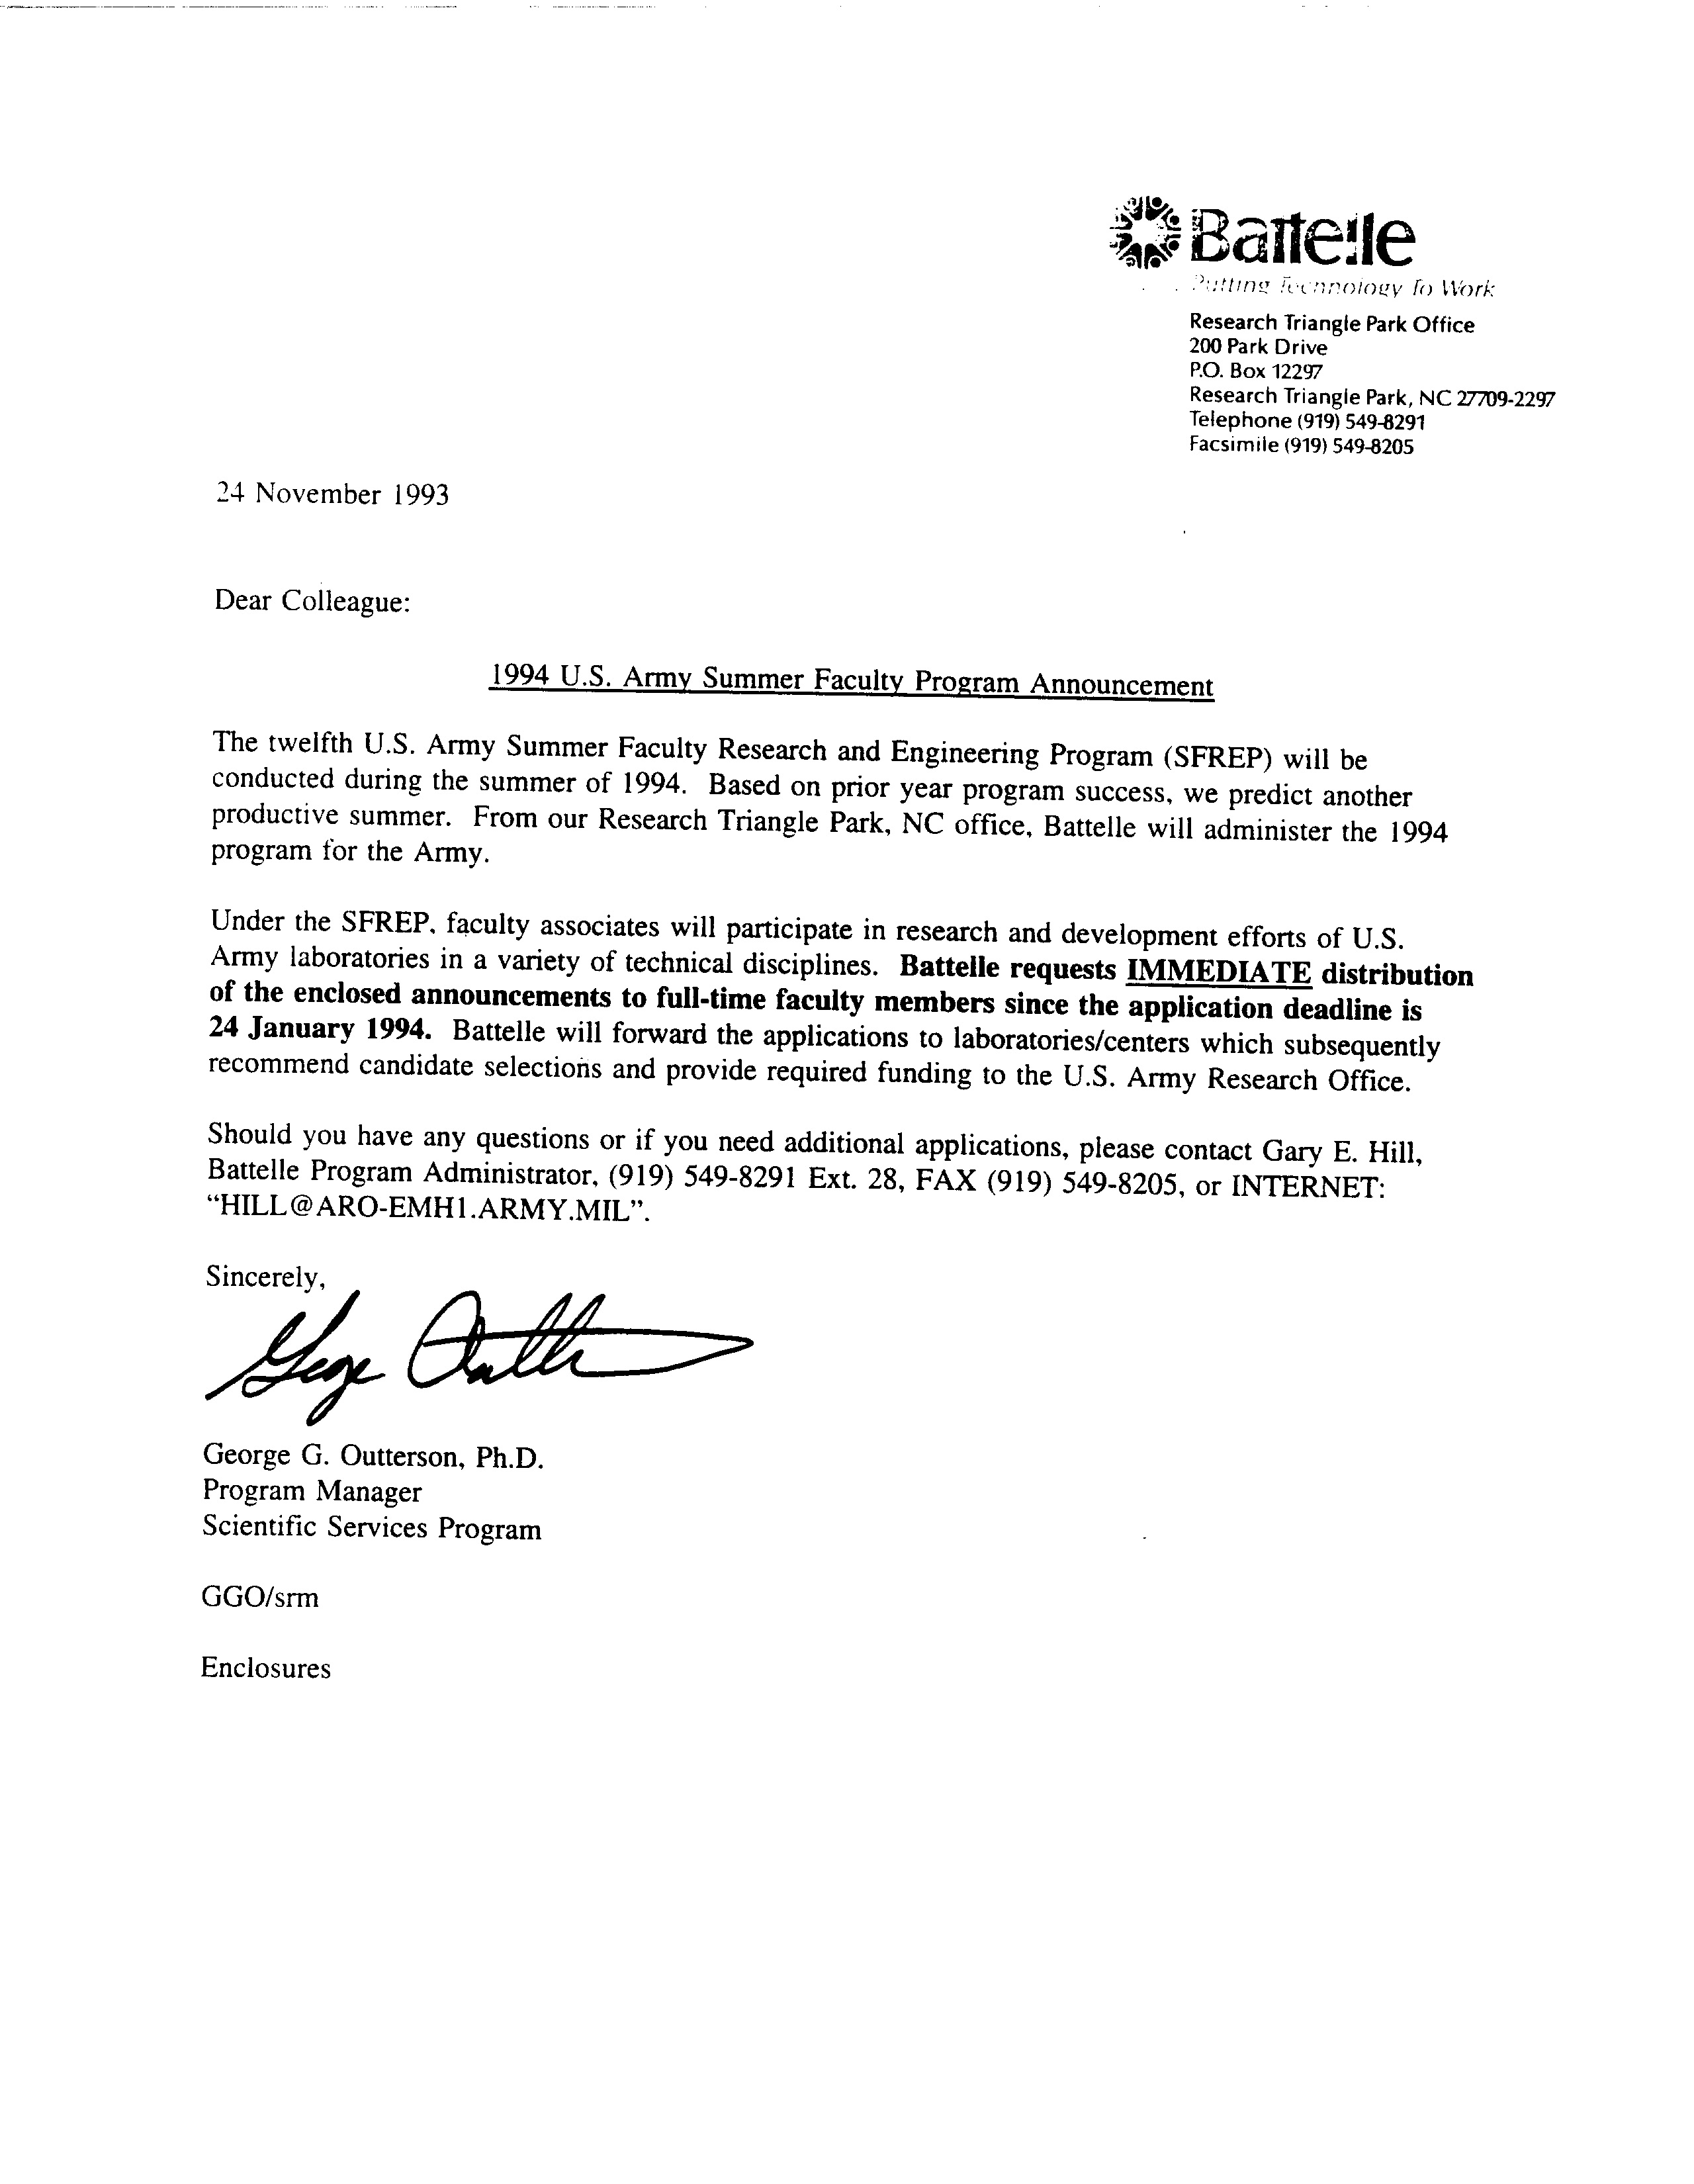 Battelle
Putting Technology To Work
Research Triangle Park Office
200 Park Drive
P.O. Box 12297
Research Triangle Park, NC 27709-2297
Telephone (919) 549-8291
Facsimile (919) 549-8205
24 November 1993
Dear Colleague:
1994 U.S. Army Summer Faculty Program Announcement
The twelfth U.S. Army Summer Faculty Research and Engineering Program (SFREP) will be
conducted during the summer of 1994. Based on prior year program success, we predict another
productive summer. From our Research Triangle Park, NC office, Battelle will administer the 1994
program for the Army.
Under the SFREP, faculty associates will participate in research and development efforts of U.S.
Army laboratories in a variety of technical disciplines. Battelle requests IMMEDIATE distribution
of the enclosed announcements to full-time faculty members since the application deadline is
24 January 1994. Battelle will forward the applications to laboratories/centers which subsequently
recommend candidate selections and provide required funding to the U.S. Army Research Office.
Should you have any questions or if you need additional applications, please contact Gary E. Hill,
Battelle Program Administrator, (919) 549-8291 Ext. 28, FAX (919) 549-8205, or INTERNET:
“HILL@ARO-EMH1.ARMY.MIL”.
Sincerely,
George G. Outterson, Ph.D.
Program Manager
Scientific Services Program
GGO/srm
Enclosures